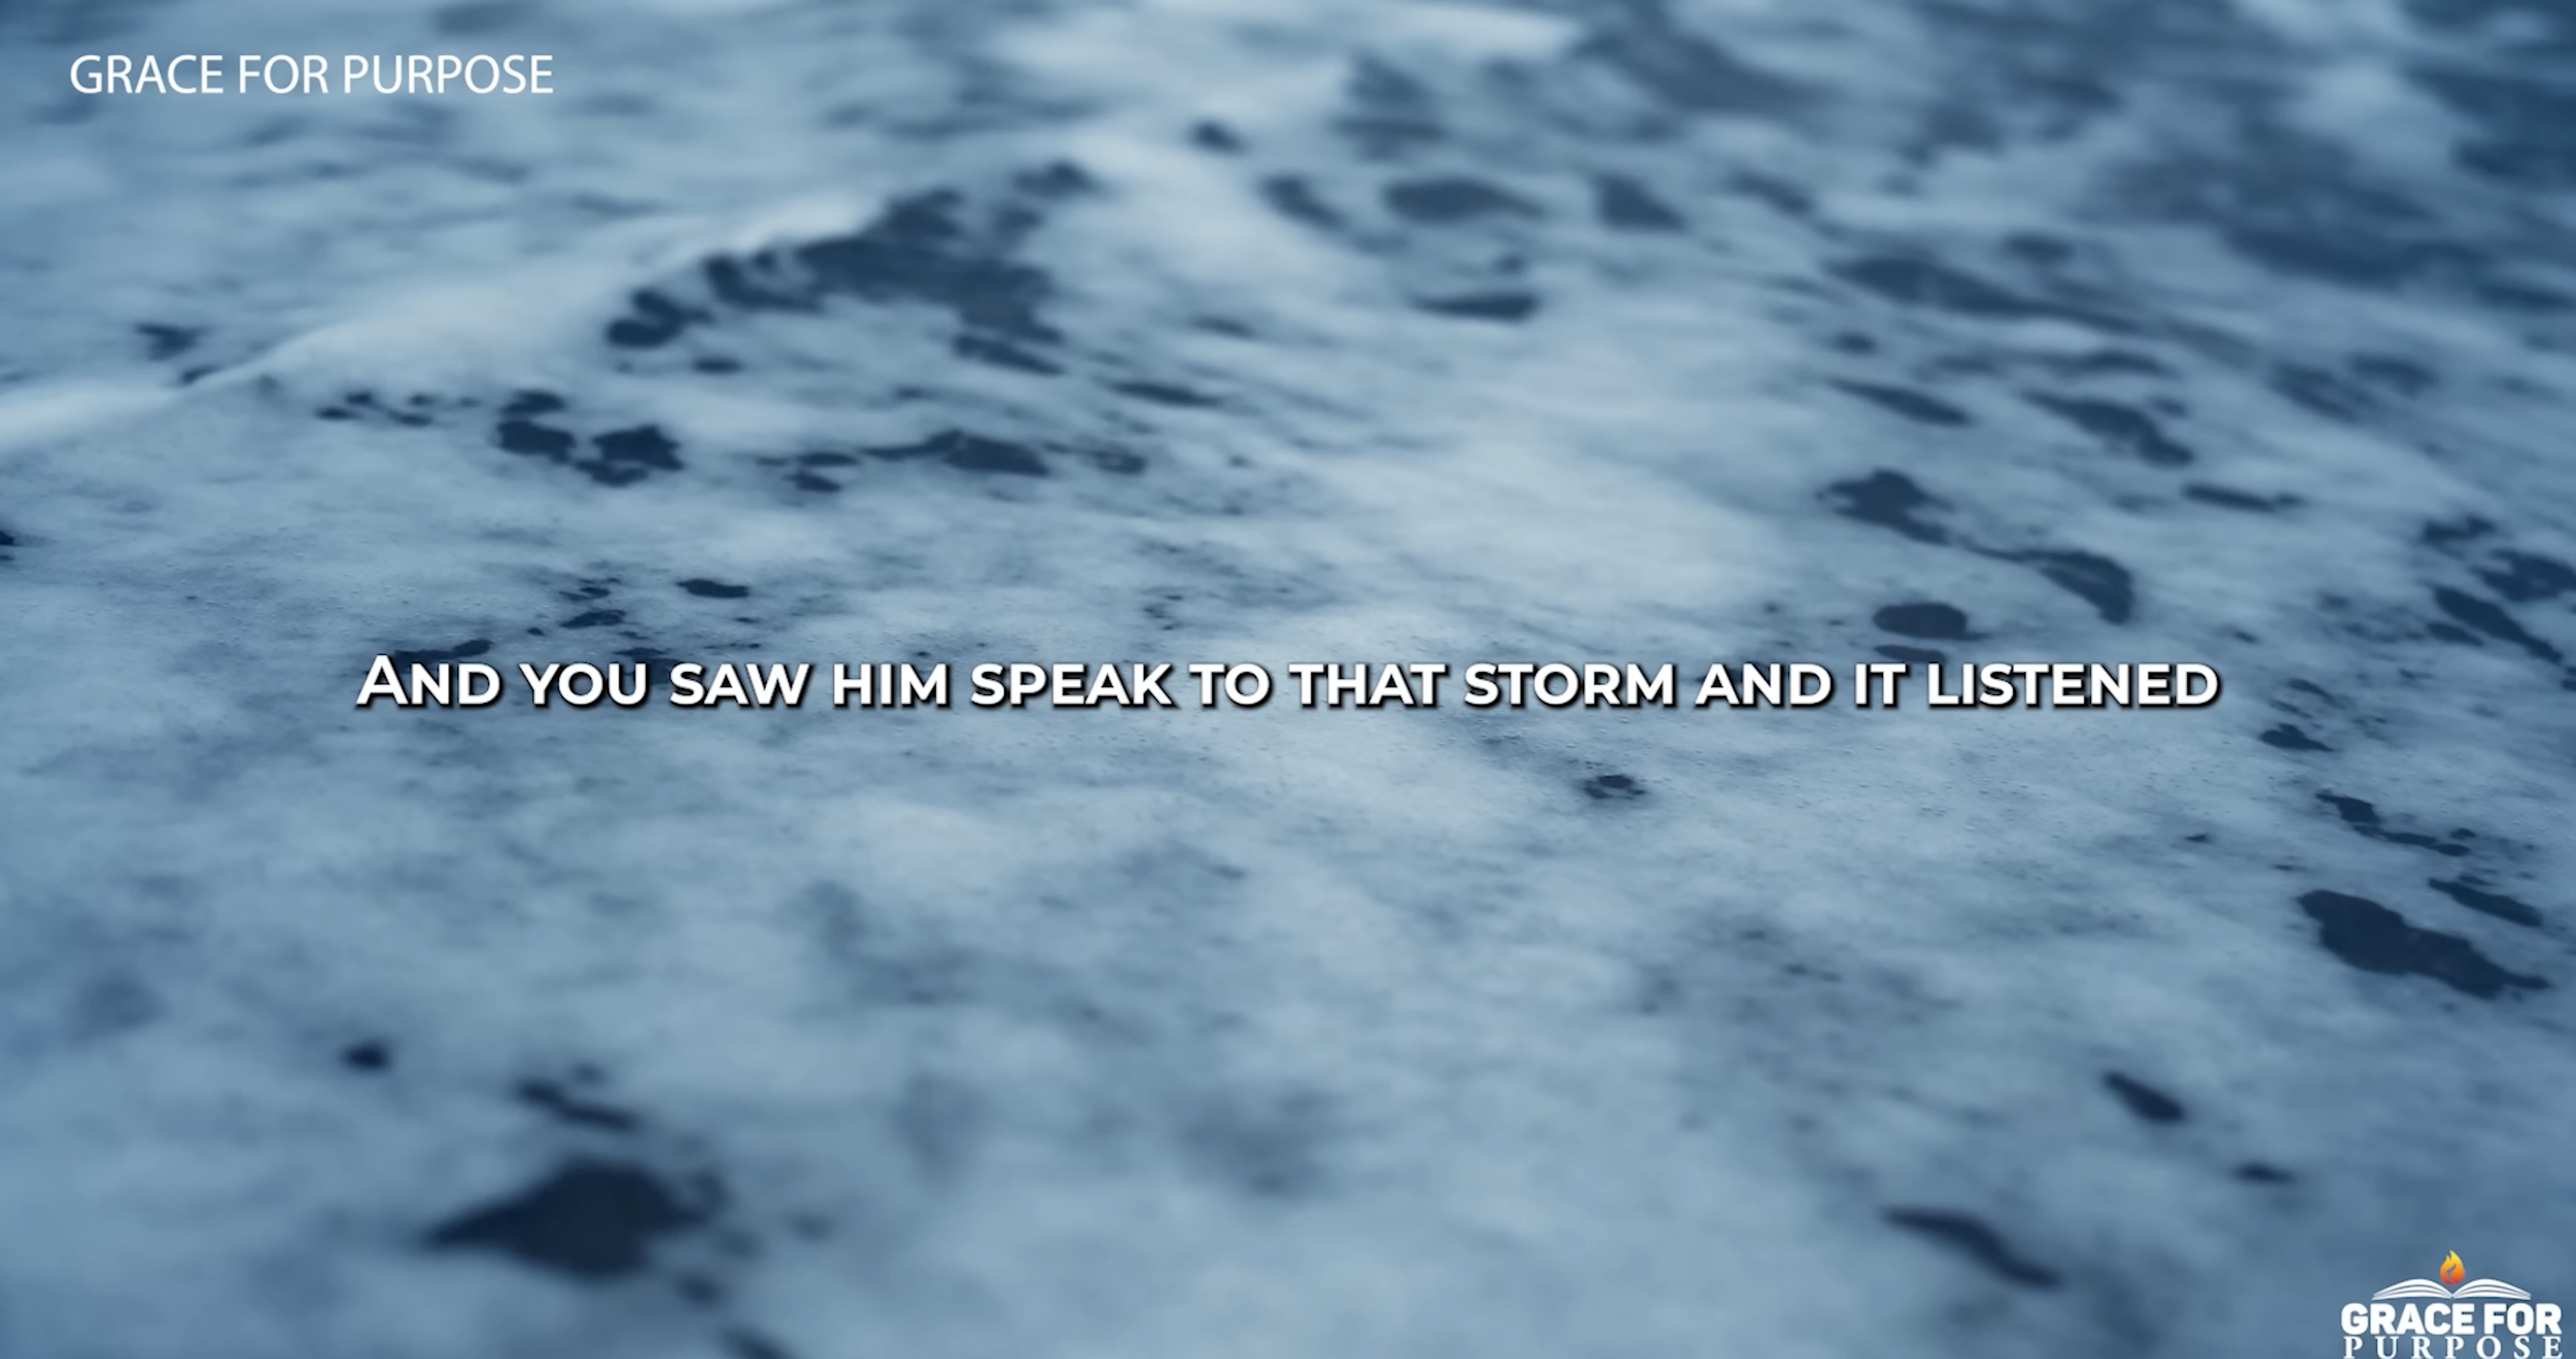 GRACE FOR PURPOSE
AND YOU SAW HIM SPEAK TO THAT STORM AND IT LISTENED
GRACE FOR
PURPOSE